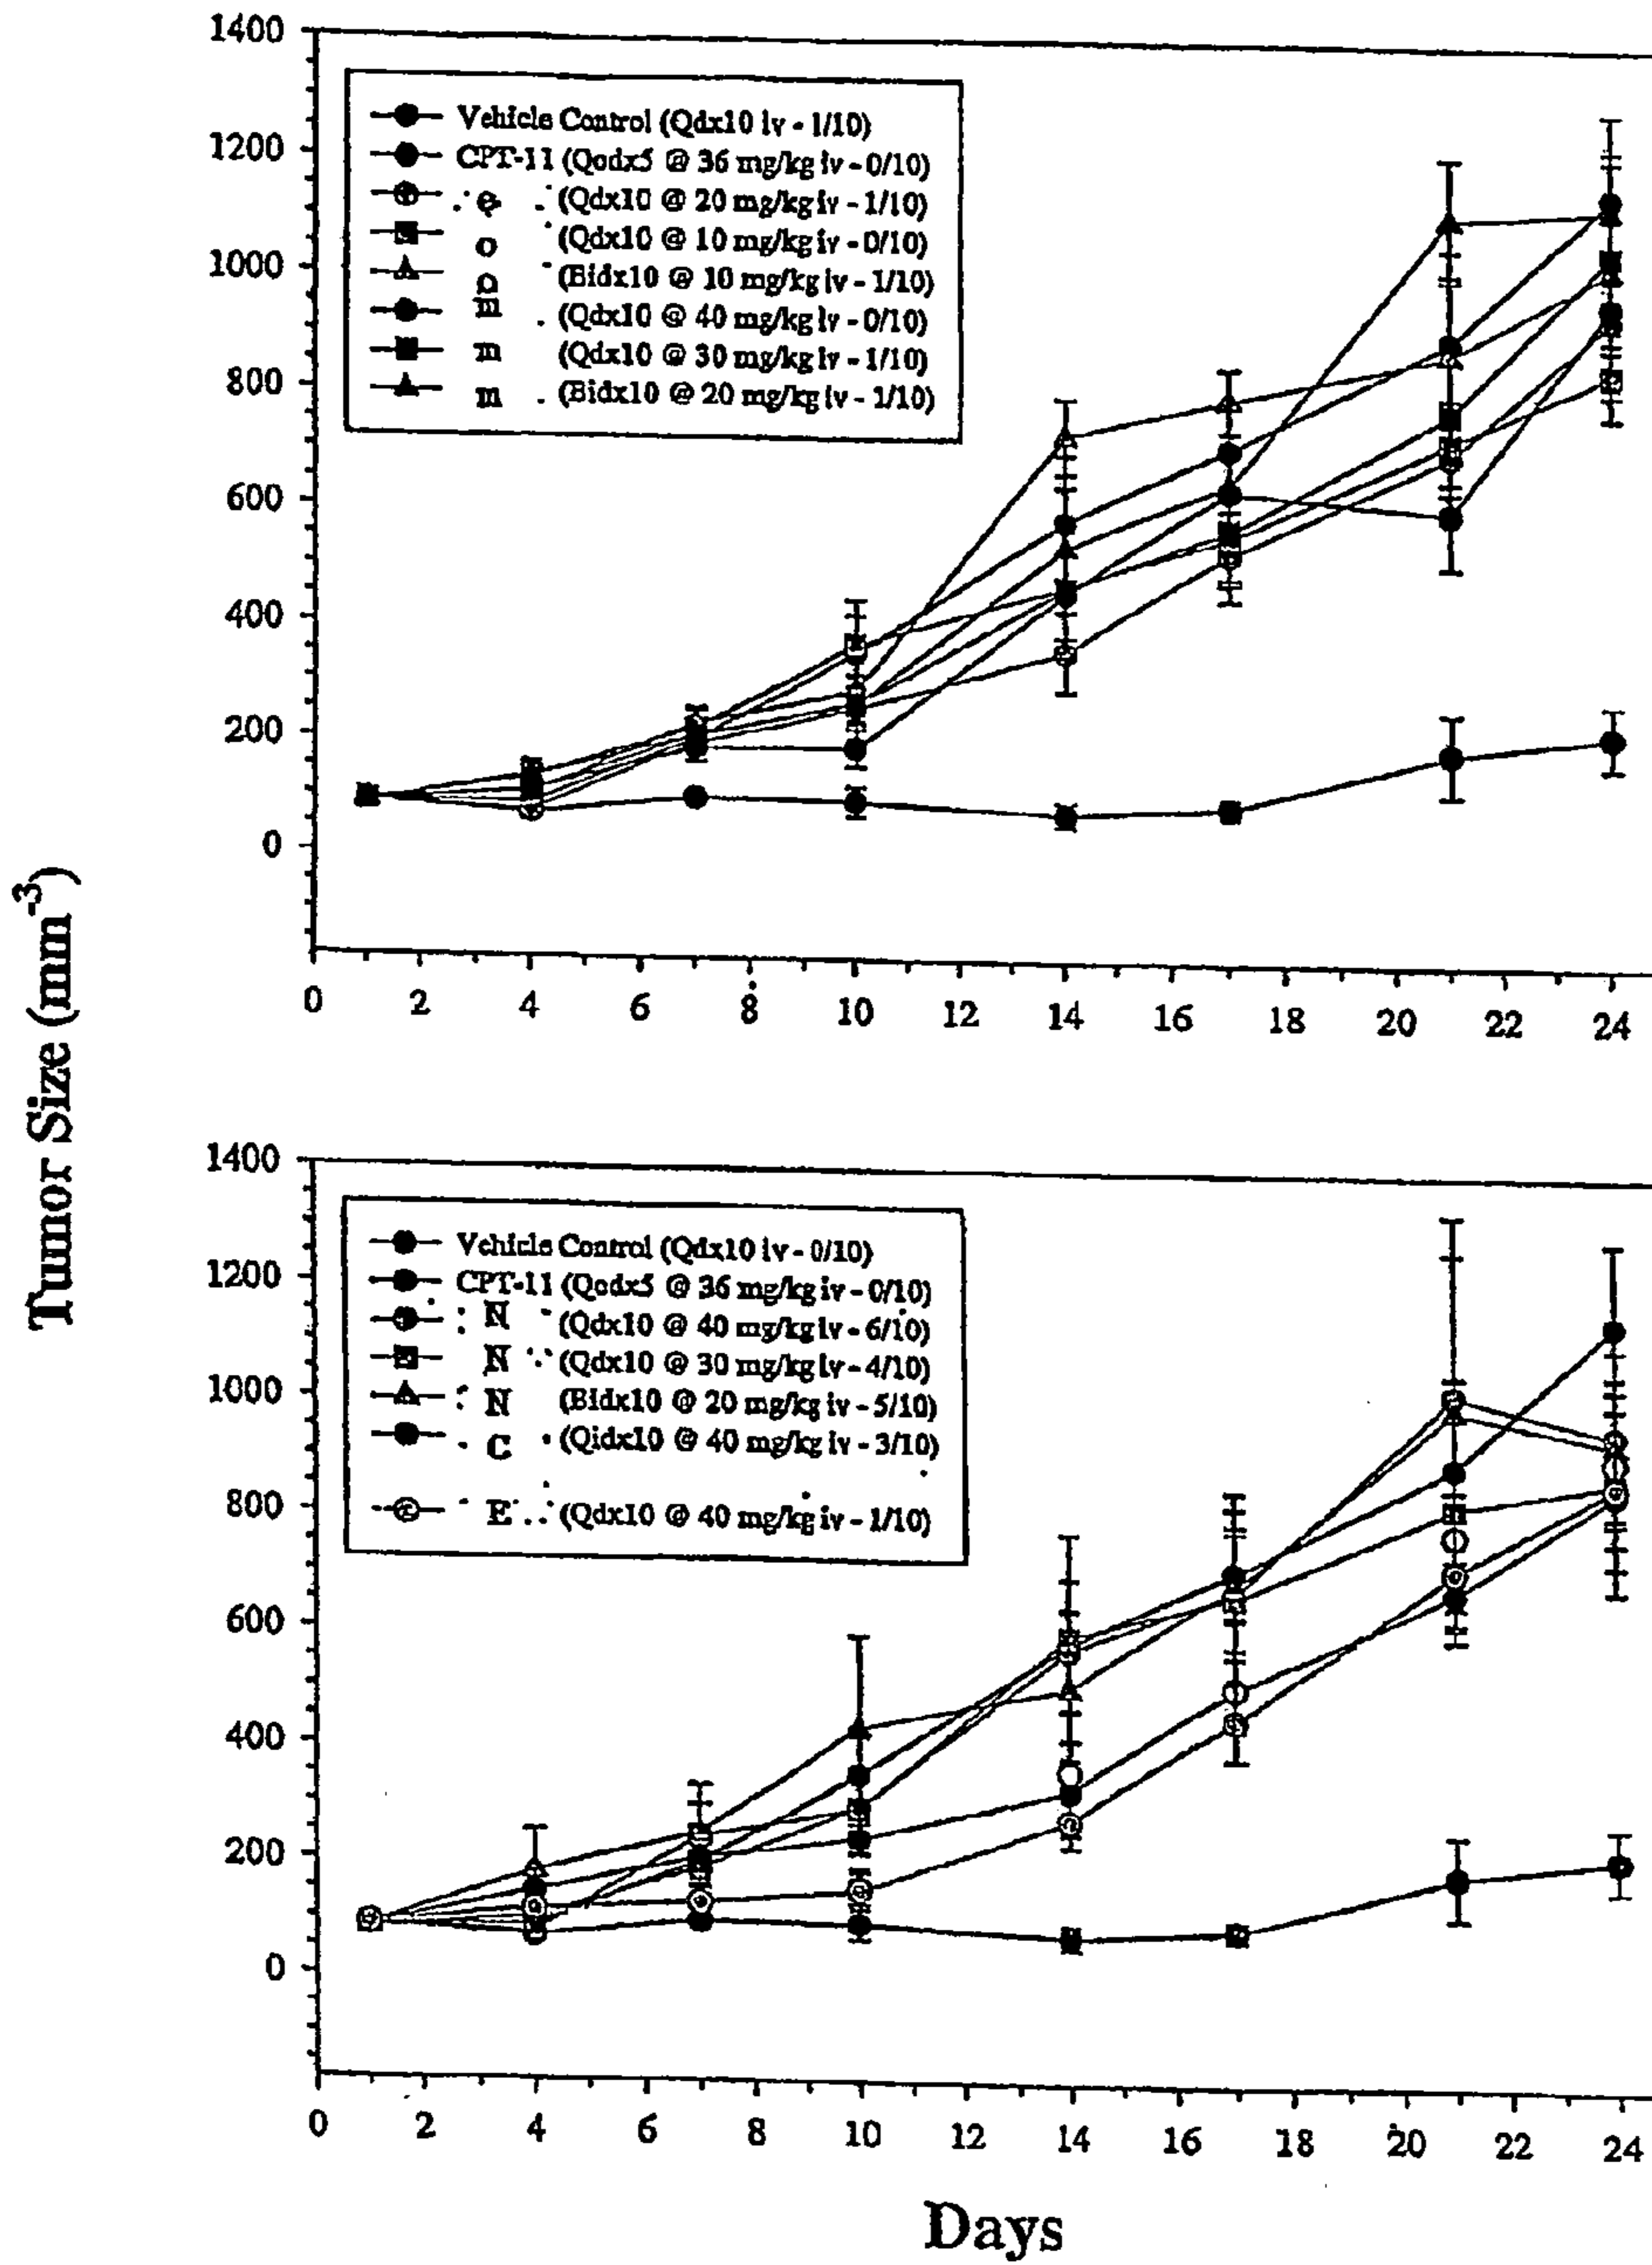 Tumor Size (mm-3)
1400
1200
1000
800
600
400
200
0
Vehicle Control (Qdx10 iv - 1/10)
CPT-11 (Qodx5 @ 36 mg/kg iv - 0/10)
e (Qdx10 @ 20 mg/kg iv - 1/10)
o (Qdx10 @ 10 mg/kg iv - 0/10)
o (Bidx10 @ 10 mg/kg iv - 1/10)
m (Qdx10 @ 40 mg/kg iv - 0/10)
m (Qdx10 @ 30 mg/kg iv - 1/10)
m (Bidx10 @ 20 mg/kg iv - 1/10)
0 2 4 6 8 10 12 14 16 18 20 22 24
1400
1200
1000
800
600
400
200
0
Vehicle Control (Qdx10 iv - 0/10)
CPT-11 (Qodx5 @ 36 mg/kg iv - 0/10)
N (Qdx10 @ 40 mg/kg iv - 6/10)
N (Qdx10 @ 30 mg/kg iv - 4/10)
N (Bidx10 @ 20 mg/kg iv - 5/10)
C (Qidx10 @ 40 mg/kg iv - 3/10)
E (Qdx10 @ 40 mg/kg iv - 1/10)
0 2 4 6 8 10 12 14 16 18 20 22 24
Days